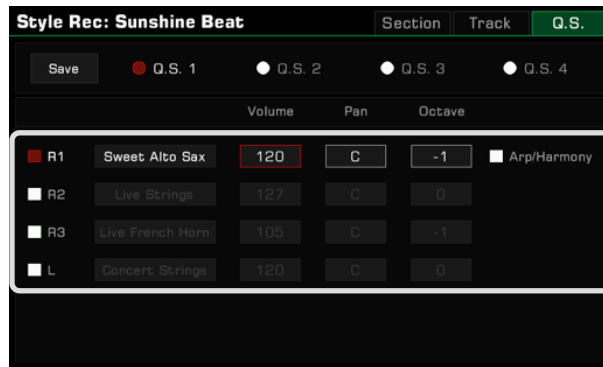 Style Rec: Sunshine Beat Section Track Q.S.
Save Q.S. 1 Q.S. 2 Q.S. 3 Q.S. 4
Volume Pan Octave
R1 Sweet Alto Sax 120 C -1 Arp/Harmony
R2 Live Strings 127 C 0
R3 Live French Horn 105 C -1
L Concert Strings 120 C 0